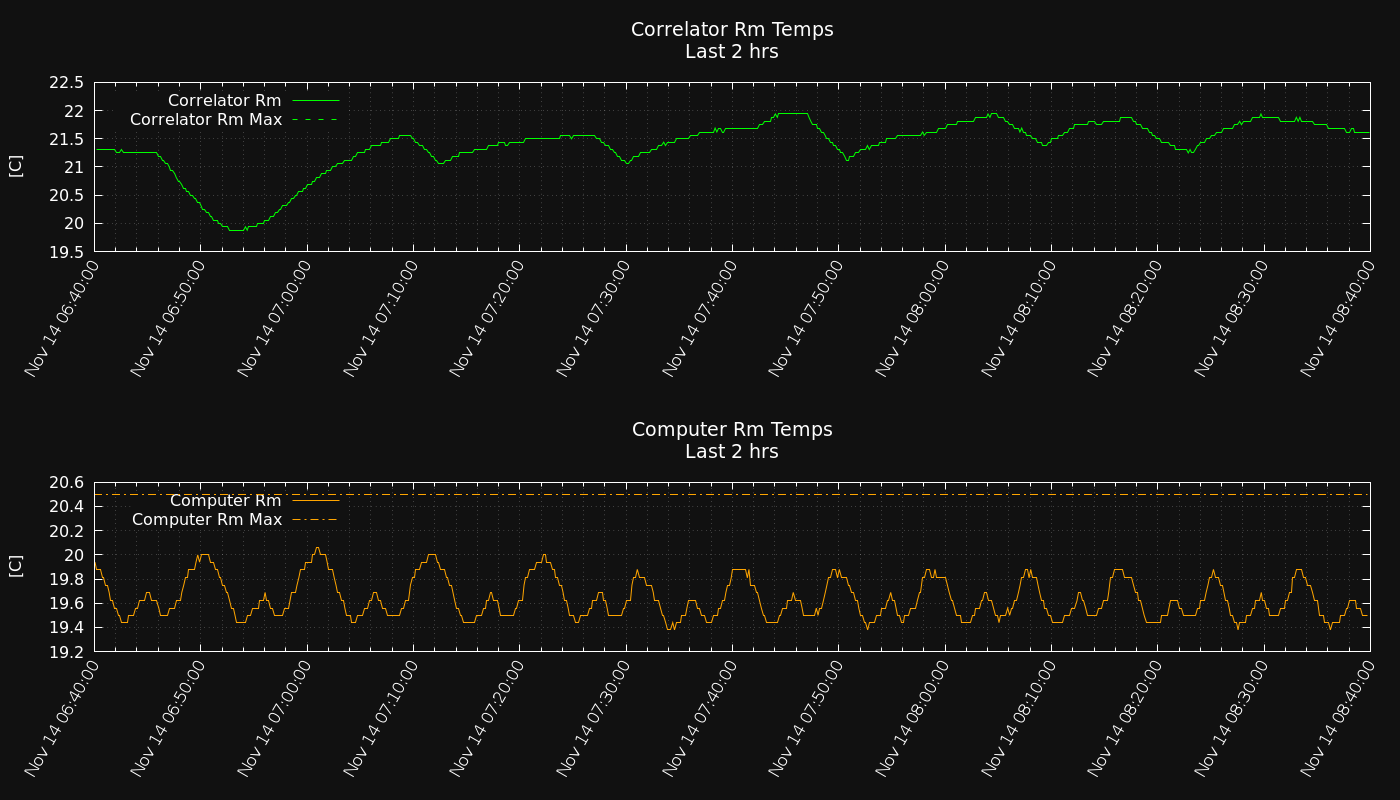 Correlator Rm Temps
Last 2 hrs
22.5
22
21.5
21
20.5
20
19.5
[C]
Correlator Rm
Correlator Rm Max
Nov 14 06:40:00
Nov 14 06:50:00
Nov 14 07:00:00
Nov 14 07:10:00
Nov 14 07:20:00
Nov 14 07:30:00
Nov 14 07:40:00
Nov 14 07:50:00
Nov 14 08:00:00
Nov 14 08:10:00
Nov 14 08:20:00
Nov 14 08:30:00
Nov 14 08:40:00
Computer Rm Temps
Last 2 hrs
20.6
20.4
20.2
20
19.8
19.6
19.4
19.2
[C]
Computer Rm
Computer Rm Max
Nov 14 06:40:00
Nov 14 06:50:00
Nov 14 07:00:00
Nov 14 07:10:00
Nov 14 07:20:00
Nov 14 07:30:00
Nov 14 07:40:00
Nov 14 07:50:00
Nov 14 08:00:00
Nov 14 08:10:00
Nov 14 08:20:00
Nov 14 08:30:00
Nov 14 08:40:00